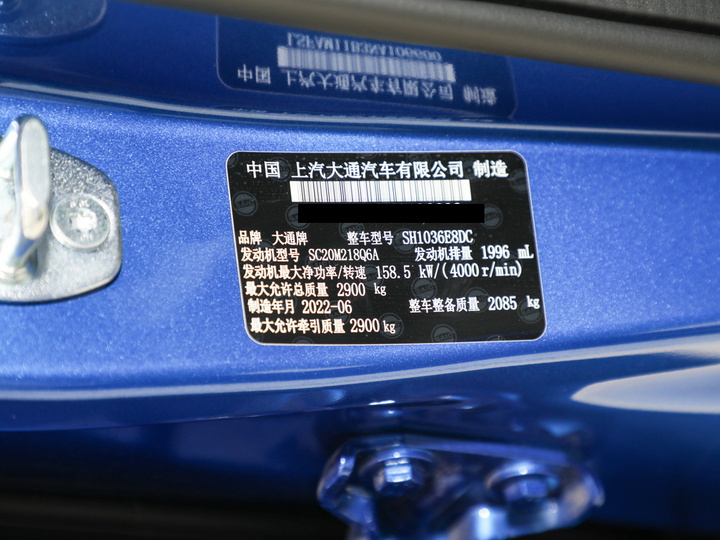 中国 上汽大通汽车有限公司 制造
品牌 大通牌 整车型号 SH1036E8DC
发动机型号 SC20M218Q6A 发动机排量 1996 mL
发动机最大净功率/转速 158.5 kW/(4000r/min)
最大允许总质量 2900 kg
制造年月 2022-06 整车整备质量 2085 kg
最大允许牵引质量 2900 kg